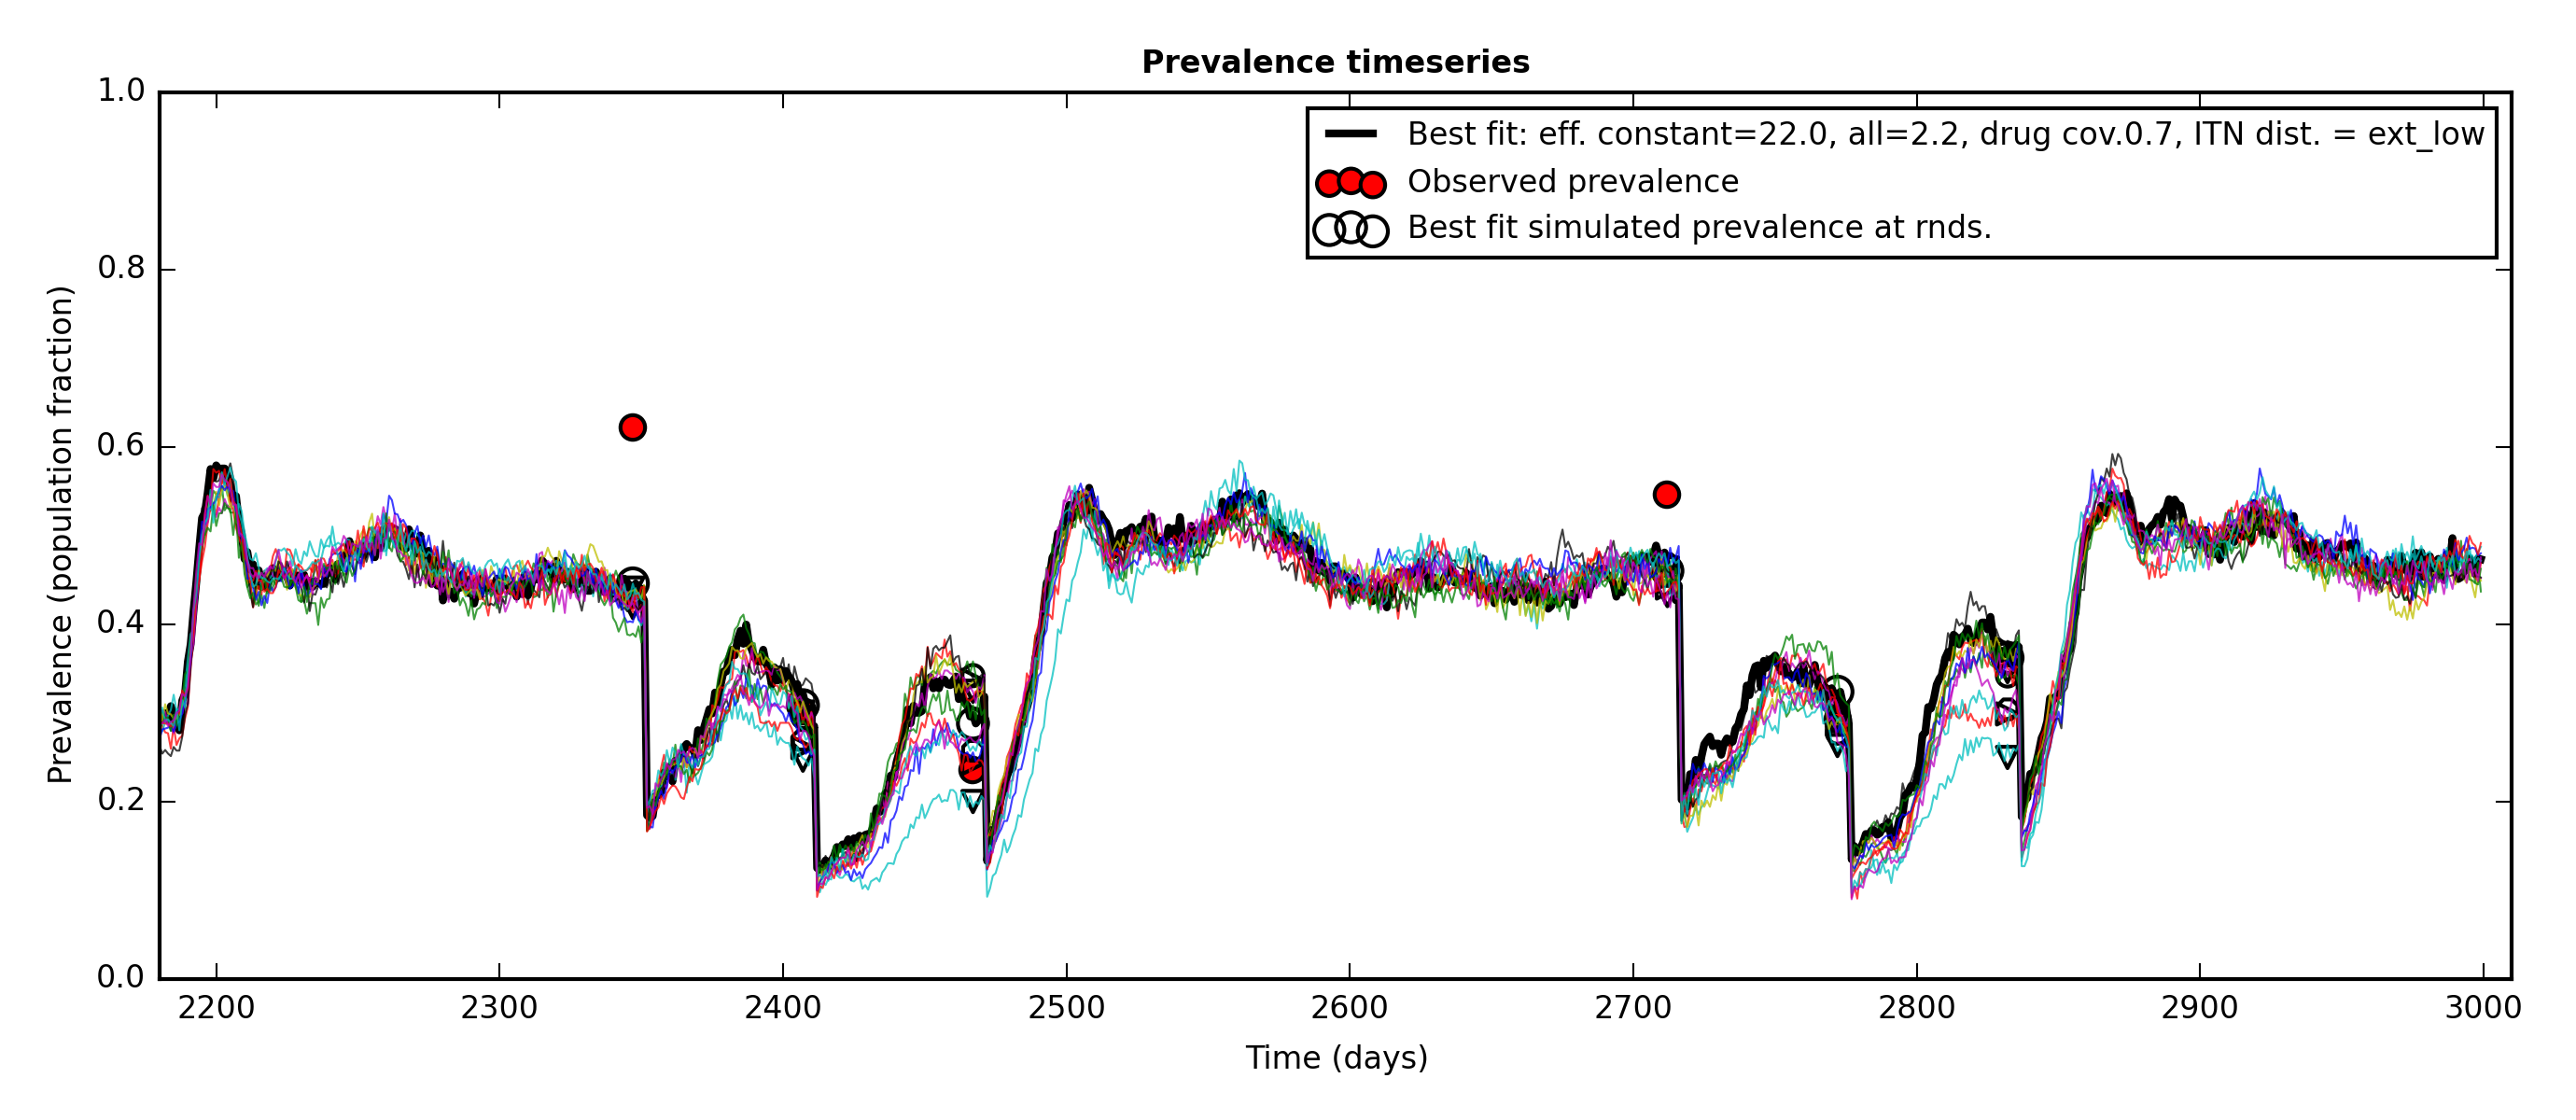 Prevalence timeseries
1.0
0.8
0.6
0.4
0.2
0.0
Prevalence (population fraction)
Best fit: eff. constant=22.0, all=2.2, drug cov.0.7, ITN dist. = ext_low
Observed prevalence
Best fit simulated prevalence at rnds.
2200 2300 2400 2500 2600 2700 2800 2900 3000
Time (days)